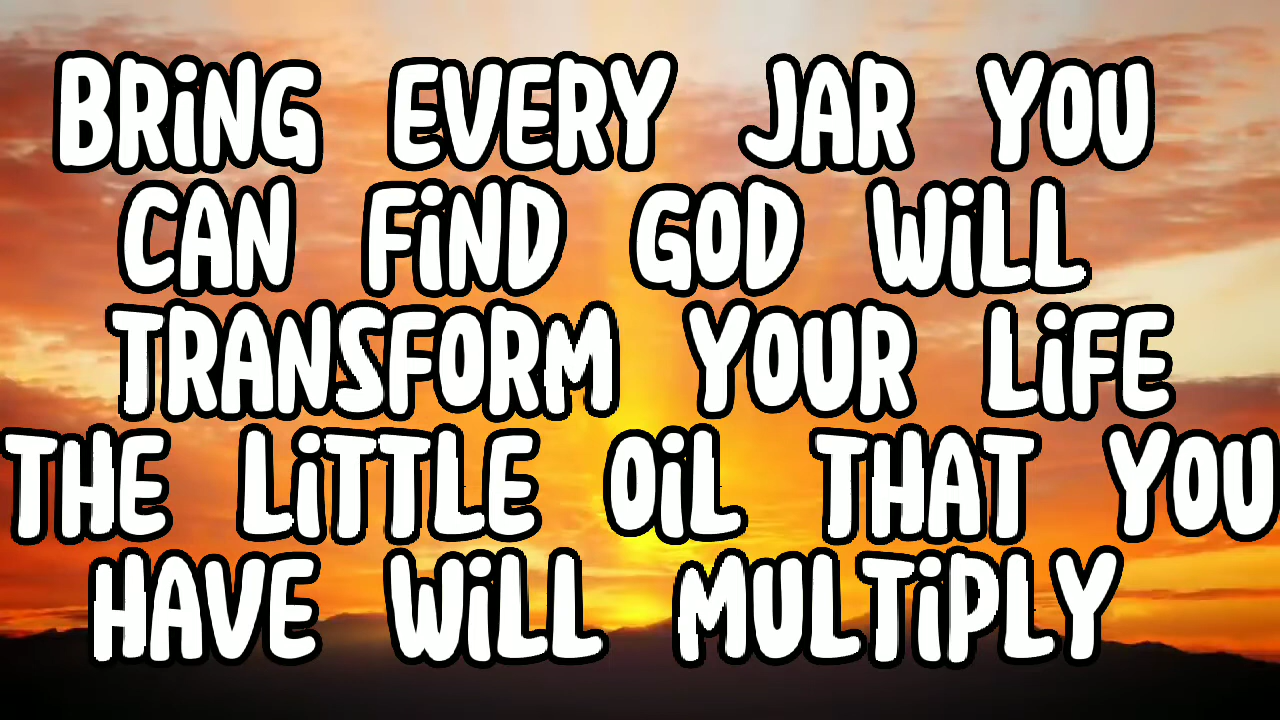 BRiNG EVERY JAR YOU
CAN FiND GOD WiLL
TRANSFORM YOUR LiFE
THE LiTTLE OiL THAT YOU
HAVE WiLL MULTiPLY